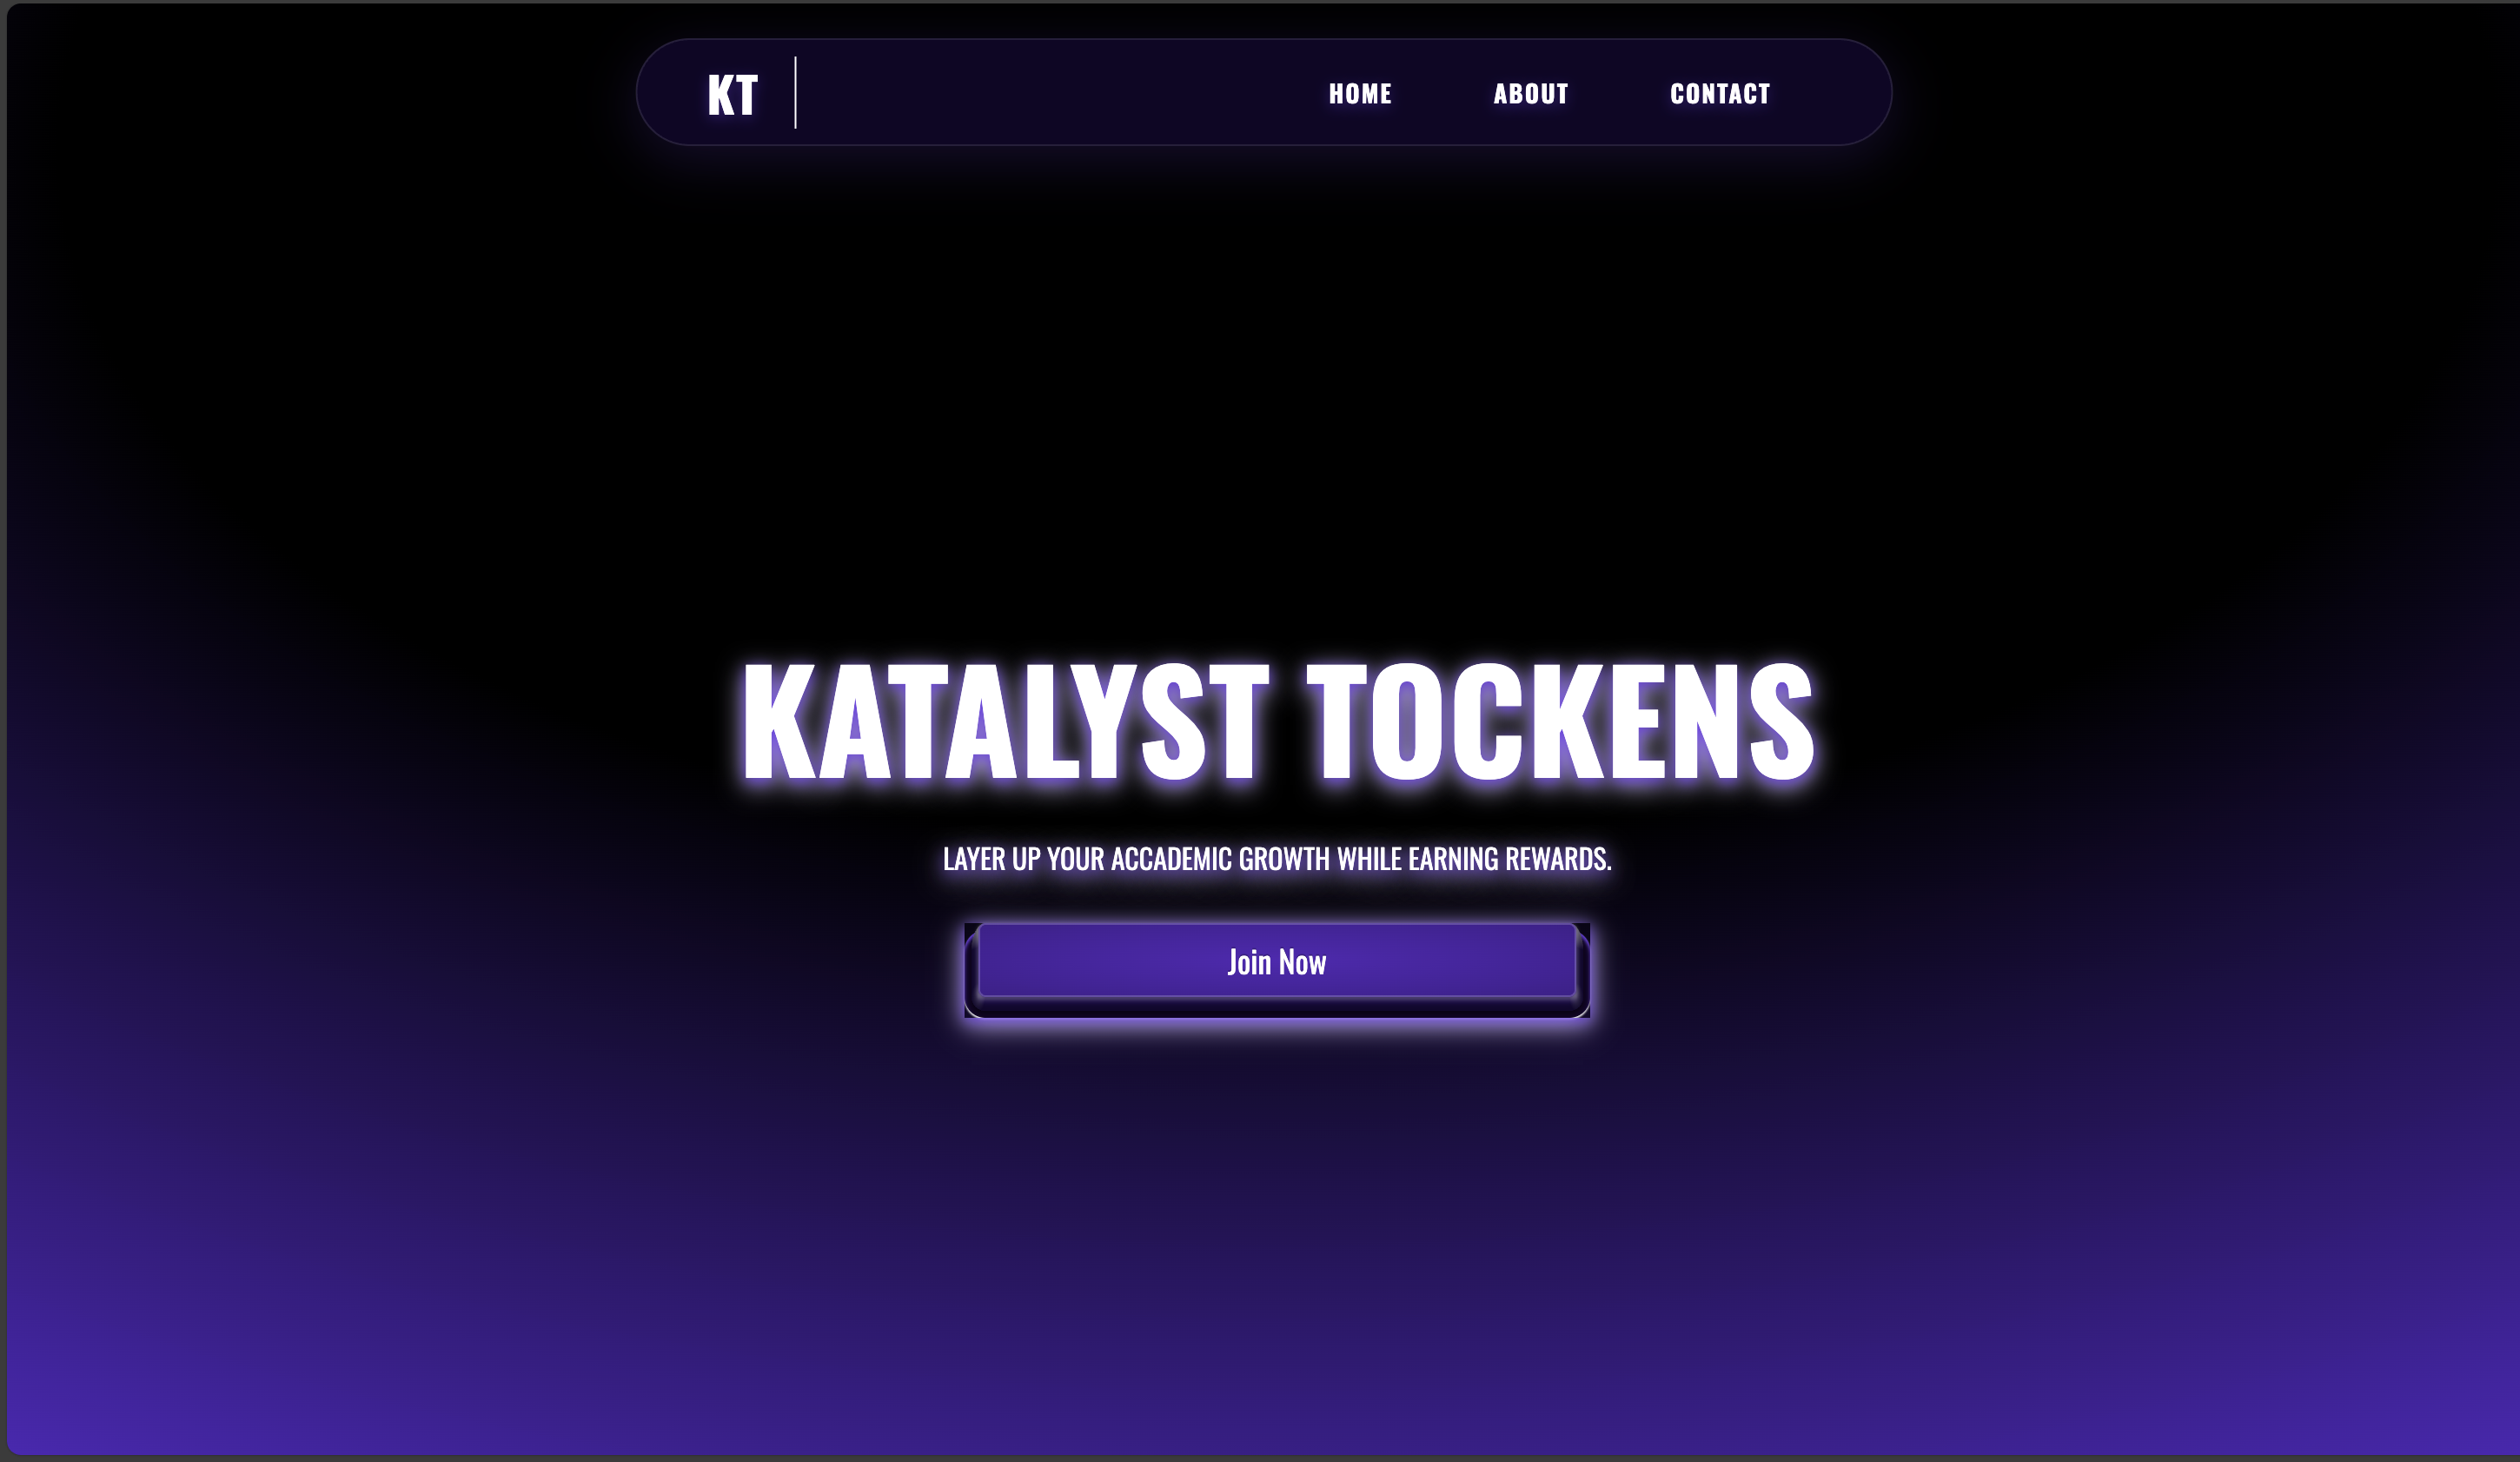 KT
HOME ABOUT CONTACT
KATALYST TOCKENS
LAYER UP YOUR ACCADEMIC GROWTH WHILE EARNING REWARDS.
Join Now